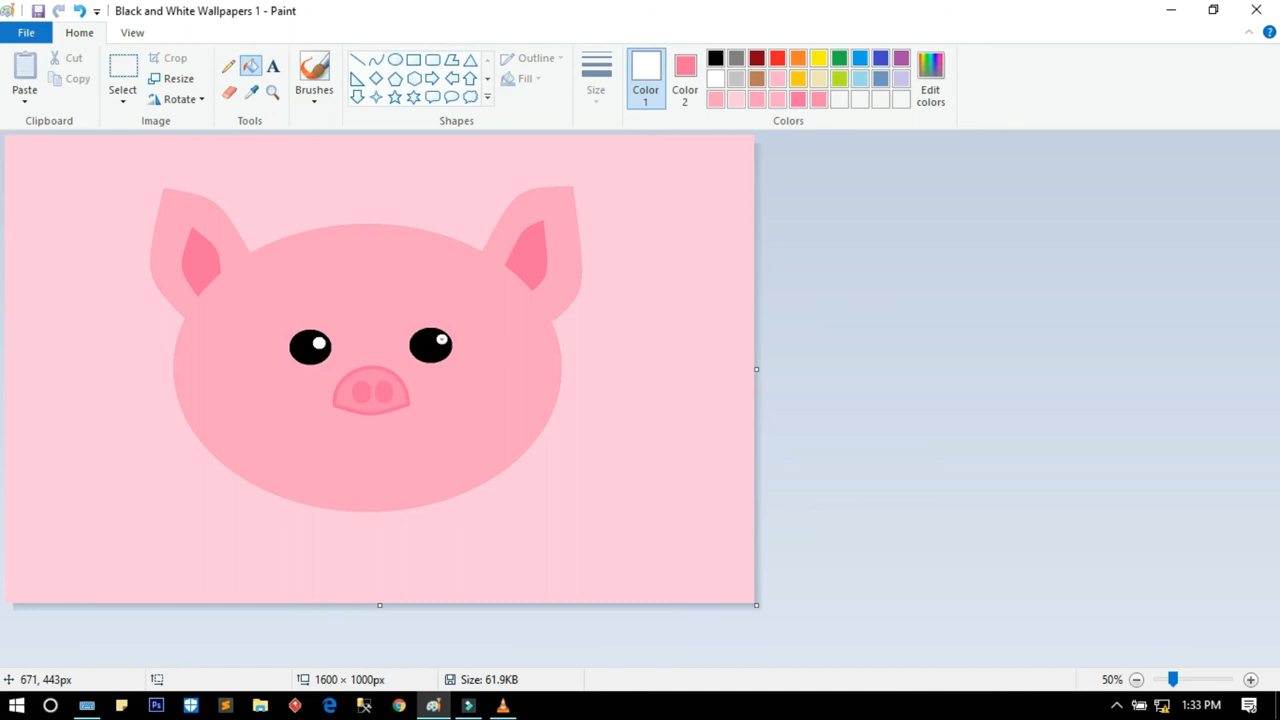 Black and White Wallpapers 1 - Paint
File
Home
View
Paste
Cut
Copy
Clipboard
Select
Crop
Resize
Rotate
Image
A
Tools
Brushes
Shapes
Outline
Fill
Size
Color
1
Color
2
Edit
colors
Colors
671, 443px
1600 × 1000px
Size: 61.9KB
50%
Ps
1:33 PM